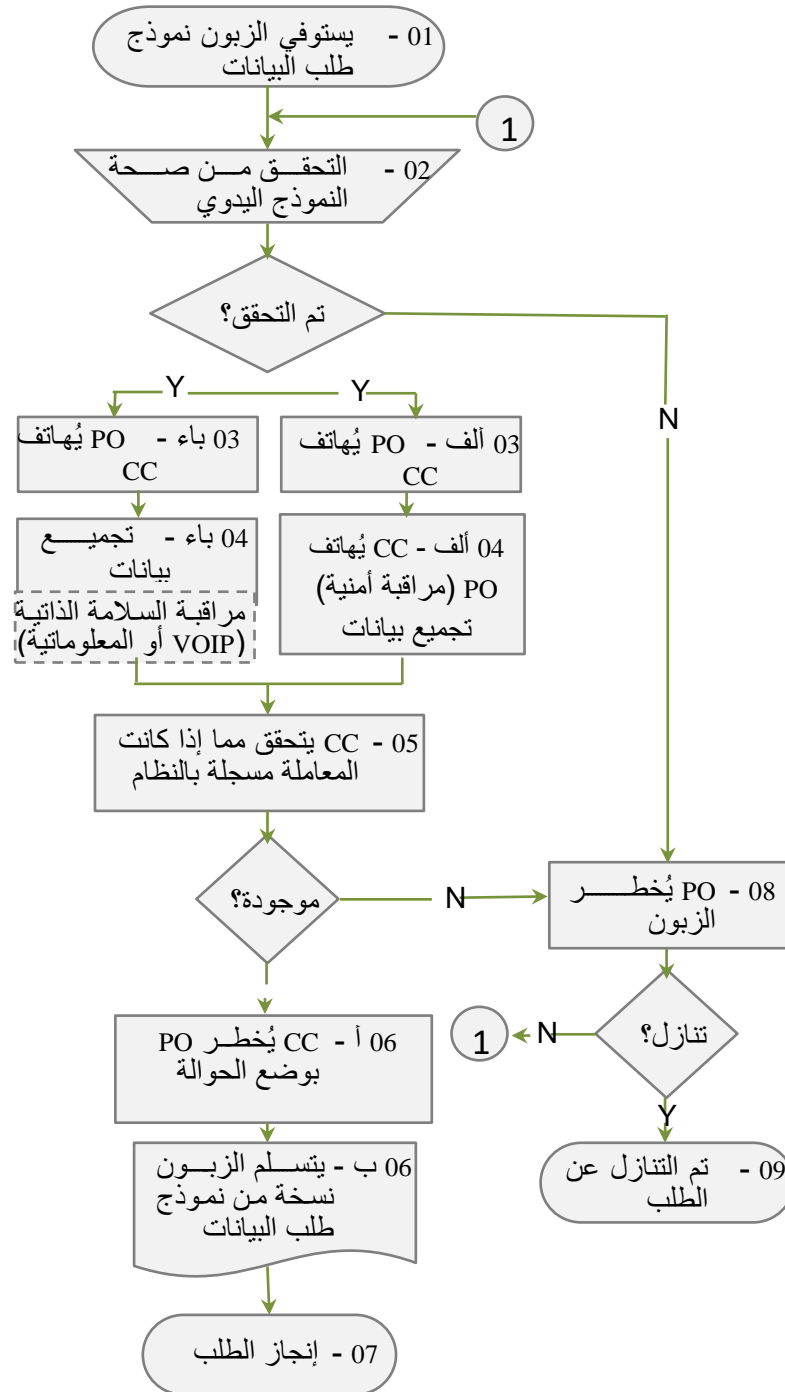 01 - يستوفي الزبون نموذج
طلب البيانات
1
02 - التحقق من صحة
النموذج اليدوي
تم التحقق؟
Y
Y
N
03 ألف - PO يُهاتف
CC
03 باء - PO يُهاتف
CC
04 ألف - CC يُهاتف
PO (مراقبة أمنية)
تجميع بيانات
04 باء - تجميع
بيانات
مراقبة السلامة الذاتية
(VOIP أو المعلوماتية)
05 - CC يتحقق مما إذا كانت
المعاملة مسجلة بالنظام
موجودة؟
N
08 - PO يُخطر
الزبون
06 أ - CC يُخطر PO
بوضع الحوالة
تنازل؟
N
1
Y
06 ب - يتسلم الزبون
نسخة من نموذج
طلب البيانات
09 - تم التنازل عن
الطلب
07 - إنجاز الطلب